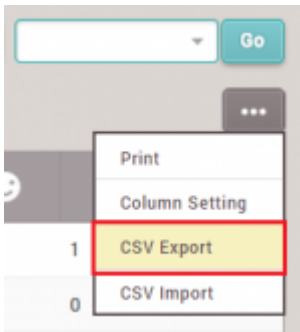 Go
...
Print
Column Setting
CSV Export
1
CSV Import
0